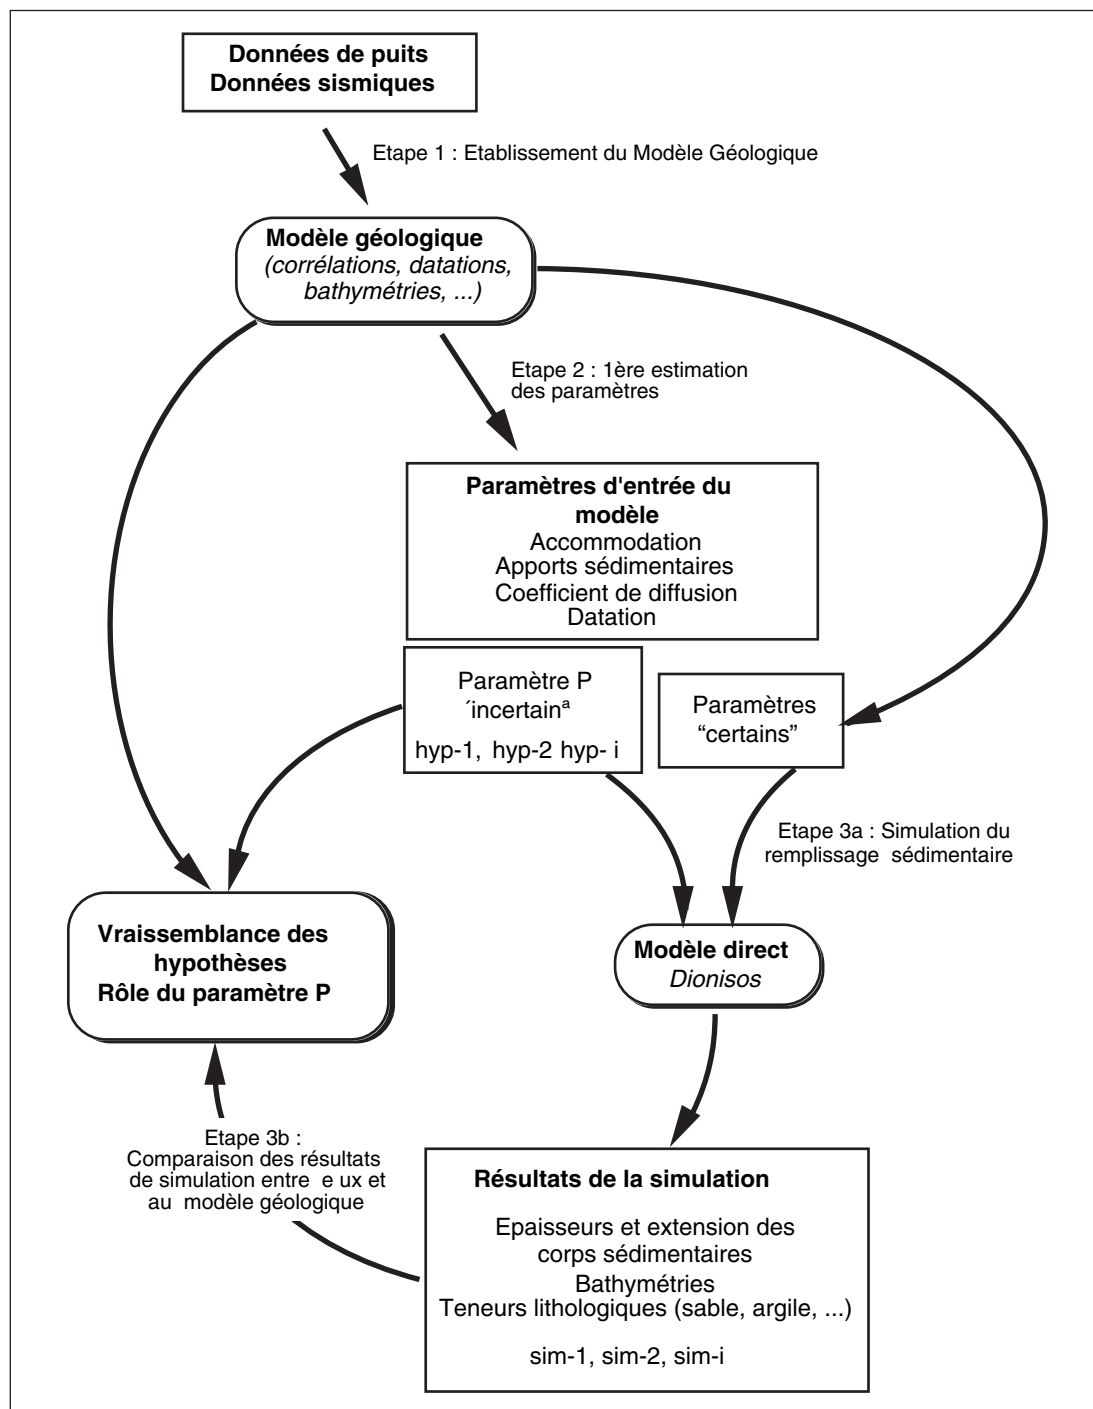 Données de puits
Données sismiques
Etape 1 : Etablissement du Modèle Géologique
Modèle géologique
(corrélations, datations,
bathymétries, ...)
Etape 2 : 1ère estimation
des paramètres
Paramètres d'entrée du
modèle
Accommodation
Apports sédimentaires
Coefficient de diffusion
Datation
Paramètre P
´incertainª
hyp-1, hyp-2 hyp- i
Paramètres
“certains”
Etape 3a : Simulation du
remplissage sédimentaire
Vraissemblance des
hypothèses
Rôle du paramètre P
Modèle direct
Dionisos
Etape 3b :
Comparaison des résultats
de simulation entre e ux et
au modèle géologique
Résultats de la simulation
Epaisseurs et extension des
corps sédimentaires
Bathymétries
Teneurs lithologiques (sable, argile, ...)
sim-1, sim-2, sim-i